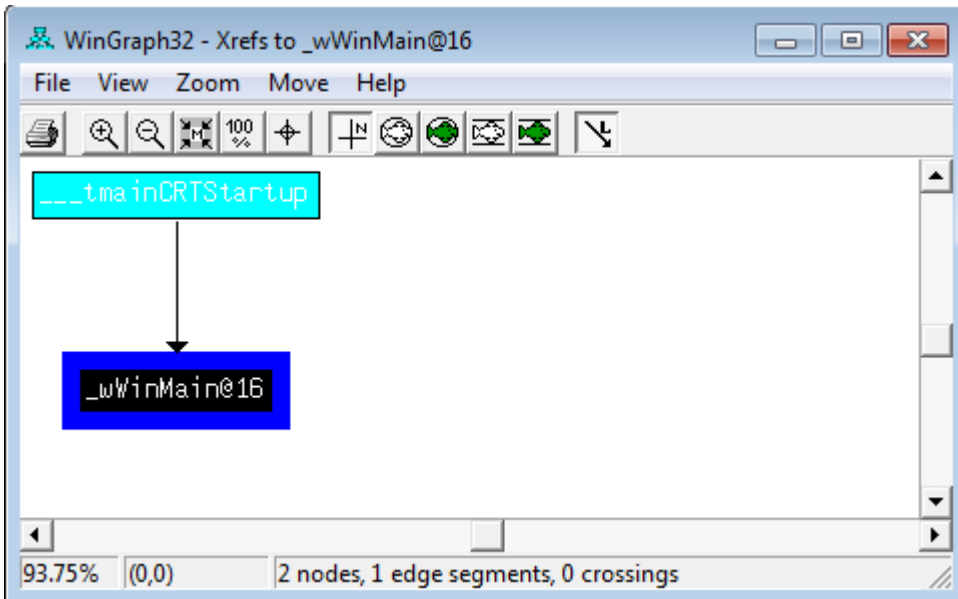 WinGraph32 - Xrefs to _wWinMain@16
File View Zoom Move Help
M 100 % N
___tmainCRTStartup
_wWinMain@16
93.75% (0,0) 2 nodes, 1 edge segments, 0 crossings